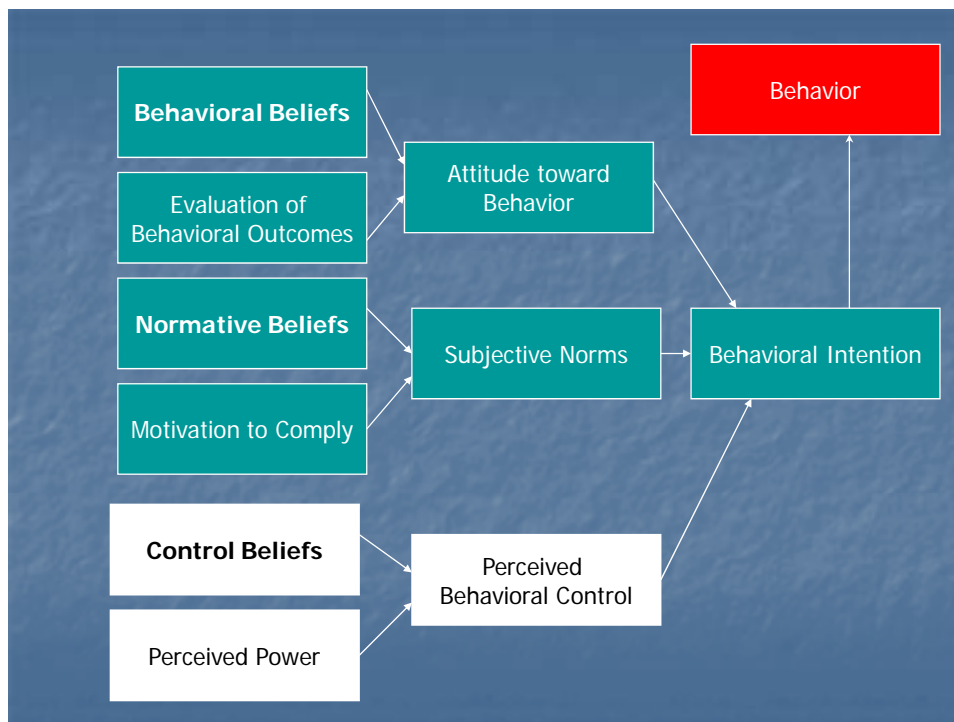 Behavioral Beliefs
Evaluation of
Behavioral Outcomes
Normative Beliefs
Motivation to Comply
Control Beliefs
Perceived Power
Attitude toward
Behavior
Subjective Norms
Perceived
Behavioral Control
Behavior
Behavioral Intention